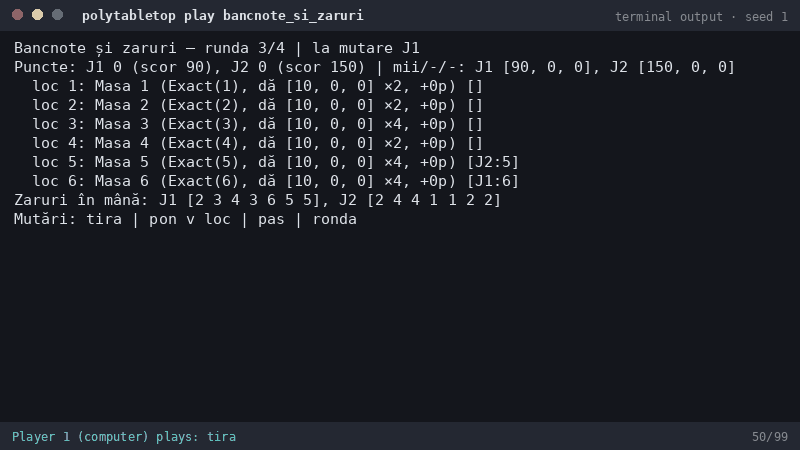 polytabletop play bancnote_si_zaruri
terminal output · seed 1
Bancnote și zaruri — runda 3/4 | la mutare J1
Puncte: J1 0 (scor 90), J2 0 (scor 150) | mii/-/-: J1 [90, 0, 0], J2 [150, 0, 0]
loc 1: Masa 1 (Exact(1), dă [10, 0, 0] ×2, +0p) []
loc 2: Masa 2 (Exact(2), dă [10, 0, 0] ×2, +0p) []
loc 3: Masa 3 (Exact(3), dă [10, 0, 0] ×4, +0p) []
loc 4: Masa 4 (Exact(4), dă [10, 0, 0] ×2, +0p) []
loc 5: Masa 5 (Exact(5), dă [10, 0, 0] ×4, +0p) [J2:5]
loc 6: Masa 6 (Exact(6), dă [10, 0, 0] ×4, +0p) [J1:6]
Zaruri în mână: J1 [2 3 4 3 6 5 5], J2 [2 4 4 1 1 2 2]
Mutări: tira | pon v loc | pas | ronda
Player 1 (computer) plays: tira
50/99